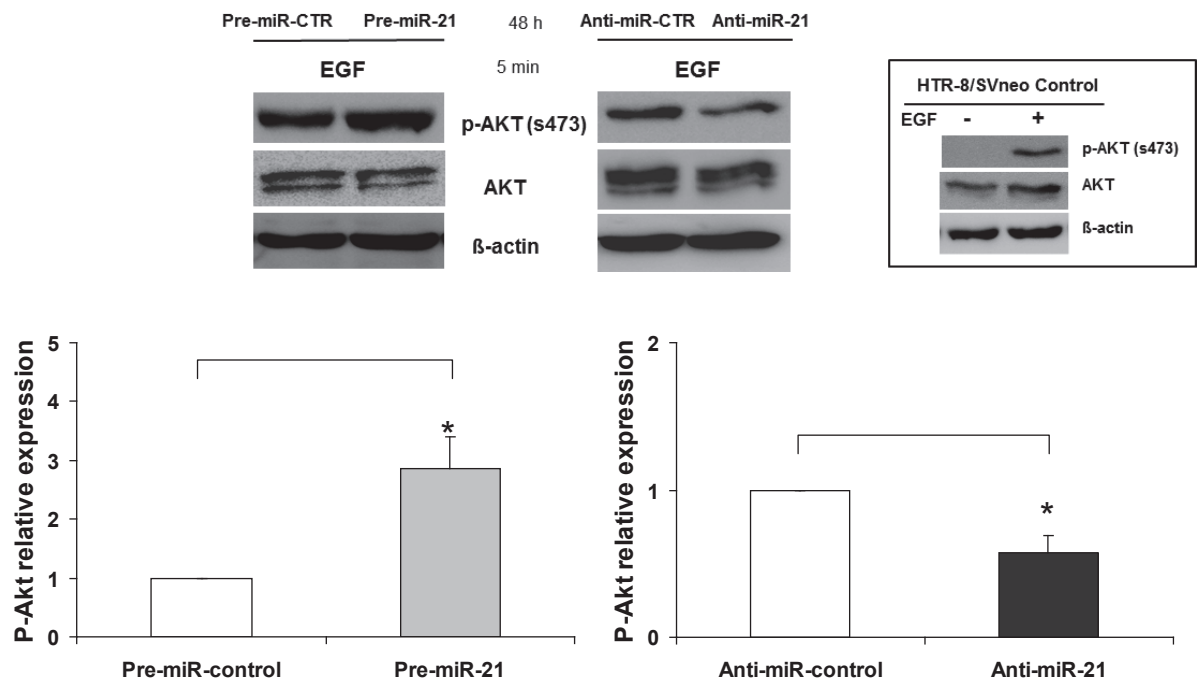 Pre-miR-CTR Pre-miR-21 48 h Anti-miR-CTR Anti-miR-21
EGF 5 min EGF
p-AKT (s473)
AKT
ß-actin
HTR-8/SVneo Control
EGF - +
p-AKT (s473)
AKT
ß-actin
P-Akt relative expression
5
4
3
2
1
0
*
Pre-miR-control Pre-miR-21
P-Akt relative expression
2
1
0
*
Anti-miR-control Anti-miR-21